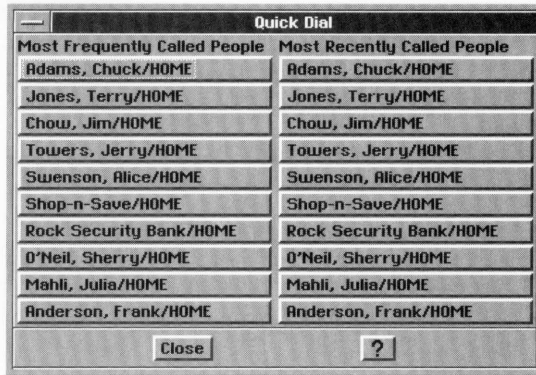 Quick Dial
Most Frequently Called People Most Recently Called People
Adams, Chuck/HOME Adams, Chuck/HOME
Jones, Terry/HOME Jones, Terry/HOME
Chow, Jim/HOME Chow, Jim/HOME
Towers, Jerry/HOME Towers, Jerry/HOME
Swenson, Alice/HOME Swenson, Alice/HOME
Shop-n-Save/HOME Shop-n-Save/HOME
Rock Security Bank/HOME Rock Security Bank/HOME
O'Neil, Sherry/HOME O'Neil, Sherry/HOME
Mahli, Julia/HOME Mahli, Julia/HOME
Anderson, Frank/HOME Anderson, Frank/HOME
Close ?